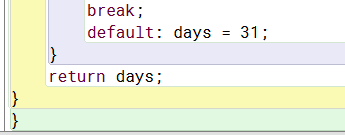 break;
default: days = 31;
}
return days;
}
}